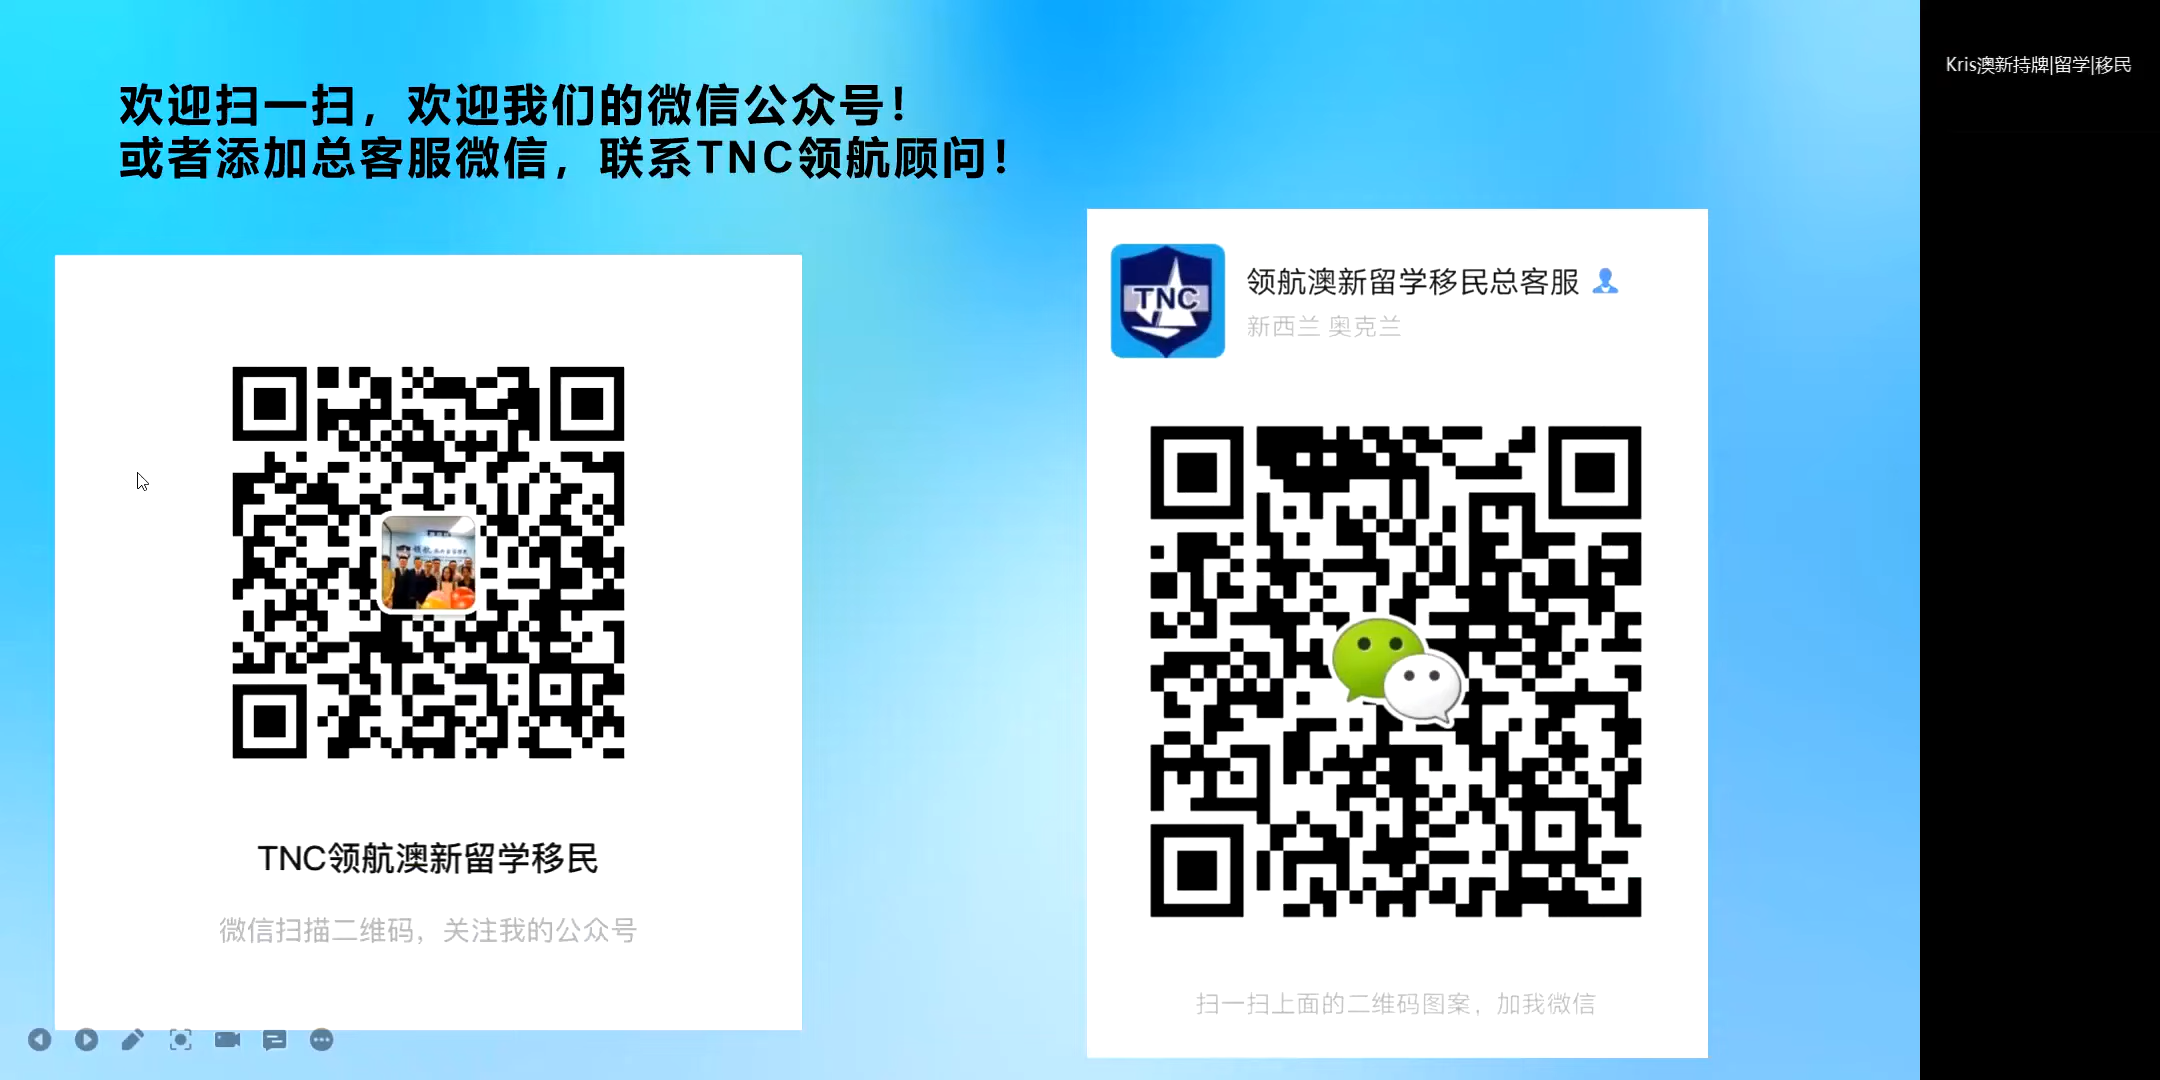 欢迎扫一扫，欢迎我们的微信公众号！
或者添加总客服微信，联系TNC领航顾问！
Kris澳新持牌|留学|移民
TNC领航澳新留学移民
微信扫描二维码，关注我的公众号
TNC
领航澳新留学移民总客服
新西兰 奥克兰
扫一扫上面的二维码图案，加我微信